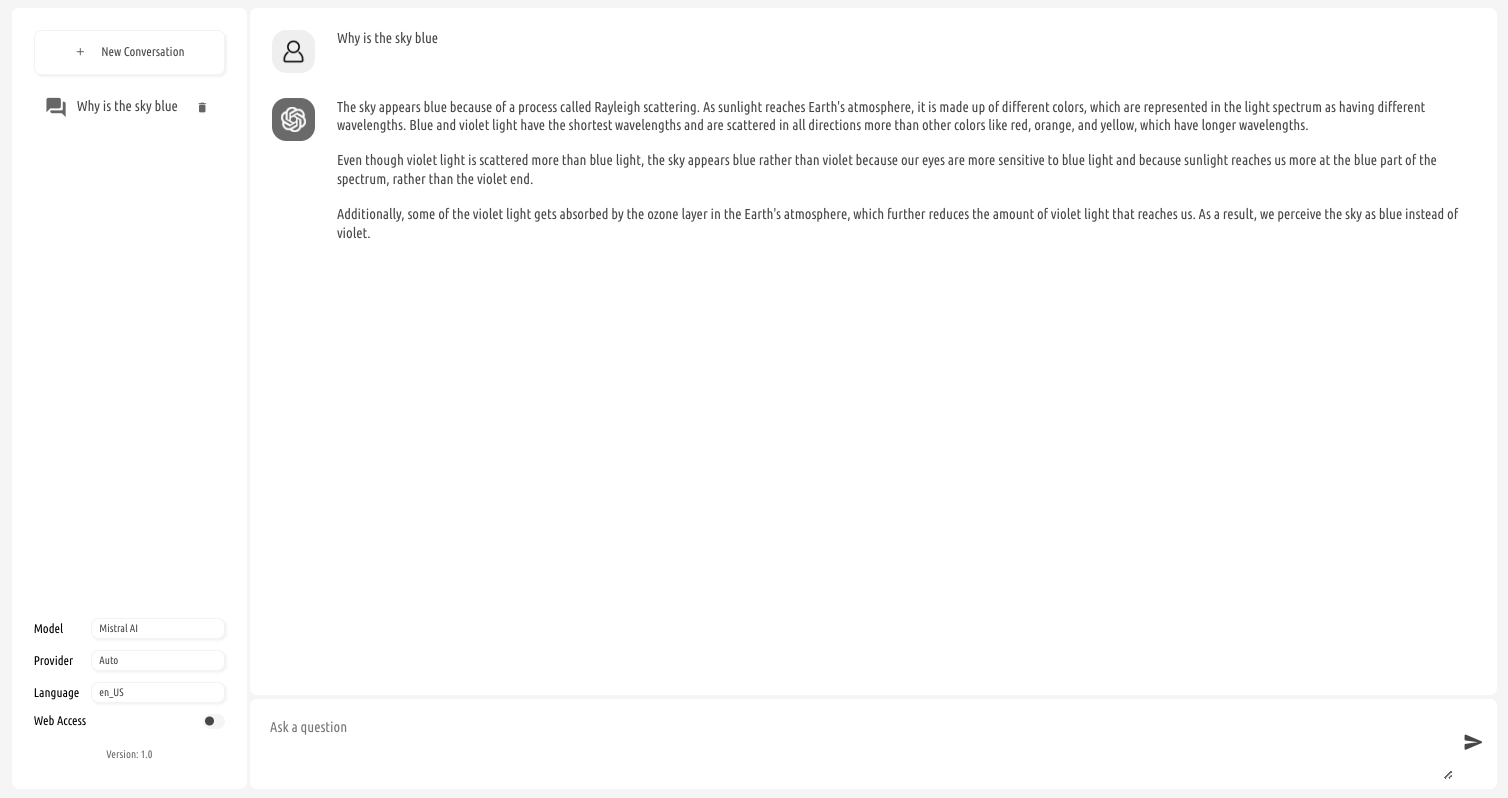 + New Conversation
Why is the sky blue
Model Mistral AI
Provider Auto
Language en_US
Web Access
Version: 1.0
Why is the sky blue
The sky appears blue because of a process called Rayleigh scattering. As sunlight reaches Earth's atmosphere, it is made up of different colors, which are represented in the light spectrum as having different
wavelengths. Blue and violet light have the shortest wavelengths and are scattered in all directions more than other colors like red, orange, and yellow, which have longer wavelengths.
Even though violet light is scattered more than blue light, the sky appears blue rather than violet because our eyes are more sensitive to blue light and because sunlight reaches us more at the blue part of the
spectrum, rather than the violet end.
Additionally, some of the violet light gets absorbed by the ozone layer in the Earth's atmosphere, which further reduces the amount of violet light that reaches us. As a result, we perceive the sky as blue instead of
violet.
Ask a question